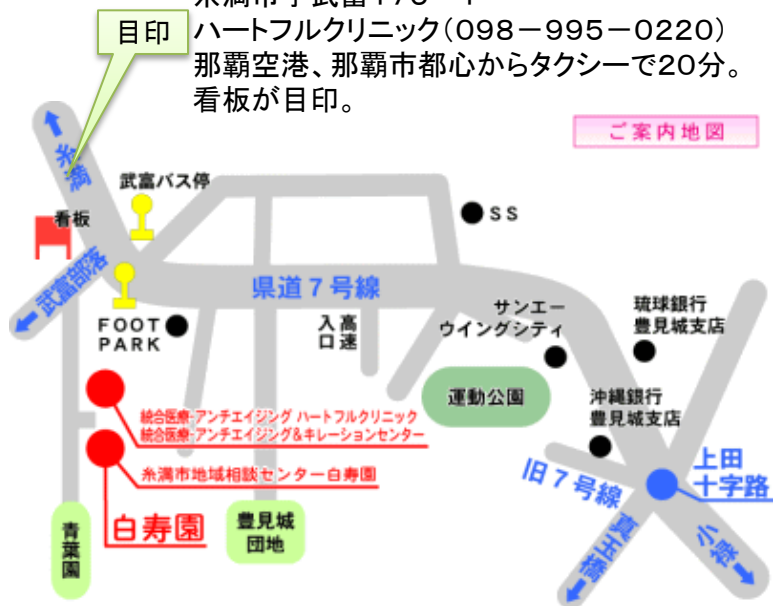 目印
ハートフルクリニック（０９８－９９５－０２２０）
那覇空港、那覇市都心からタクシーで２０分。
看板が目印。
ご案内地図
糸満
武富バス停
看板
ＳＳ
武富部落
県道７号線
FOOT
PARK
高速
入口
サンエー
ウイングシティ
琉球銀行
豊見城支店
運動公園
沖縄銀行
豊見城支店
統合医療・アンチエイジング ハートフルクリニック
統合医療・アンチエイジング&キレーションセンター
糸満市地域相談センター白寿園
白寿園
旧７号線
上田
十字路
青葉園
豊見城
団地
真玉橋
小禄